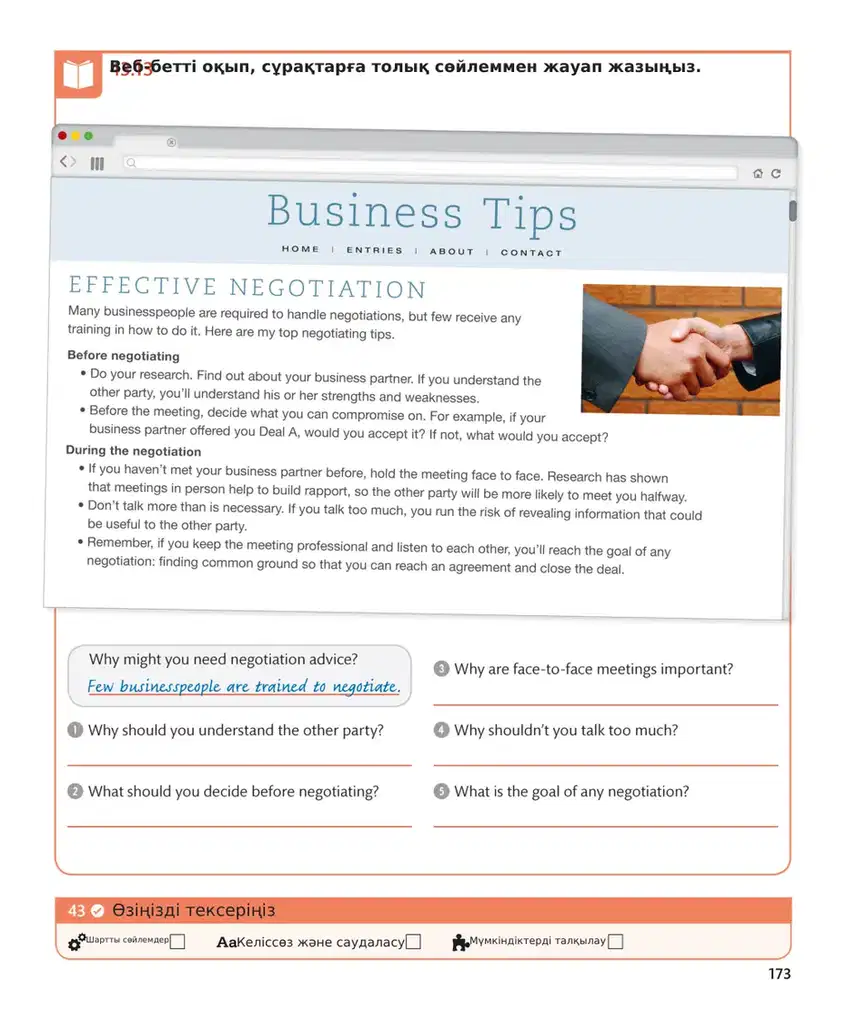 43.13 Веб-бетті оқып, сұрақтарға толық сөйлеммен жауап жазыңыз.
Business Tips
HOME | ENTRIES | ABOUT | CONTACT
EFFECTIVE NEGOTIATION
Many businesspeople are required to handle negotiations, but few receive any
training in how to do it. Here are my top negotiating tips.
Before negotiating
• Do your research. Find out about your business partner. If you understand the
other party, you’ll understand his or her strengths and weaknesses.
• Before the meeting, decide what you can compromise on. For example, if your
business partner offered you Deal A, would you accept it? If not, what would you accept?
During the negotiation
• If you haven’t met your business partner before, hold the meeting face to face. Research has shown
that meetings in person help to build rapport, so the other party will be more likely to meet you halfway.
• Don’t talk more than is necessary. If you talk too much, you run the risk of revealing information that could
be useful to the other party.
• Remember, if you keep the meeting professional and listen to each other, you’ll reach the goal of any
negotiation: finding common ground so that you can reach an agreement and close the deal.
Why might you need negotiation advice?
Few businesspeople are trained to negotiate.
1 Why should you understand the other party?
2 What should you decide before negotiating?
3 Why are face-to-face meetings important?
4 Why shouldn’t you talk too much?
5 What is the goal of any negotiation?
43 Өзіңізді тексеріңіз
Шартты сөйлемдер
Aa Келіссөз және саудаласу
Мүмкіндіктерді талқылау
173